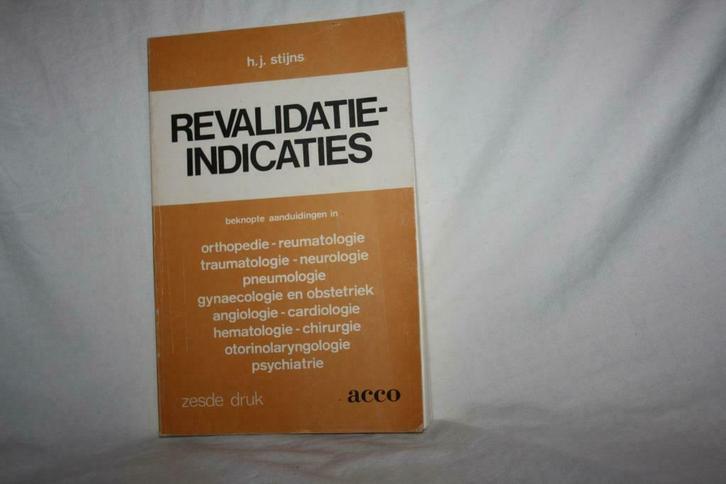 h.j. stijns
REVALIDATIE-
INDICATIES
beknopte aanduidingen in
orthopedie - reumatologie
traumatologie - neurologie
pneumologie
gynaecologie en obstetriek
angiologie - cardiologie
hematologie - chirurgie
otorinolaryngologie
psychiatrie
zesde druk
acco